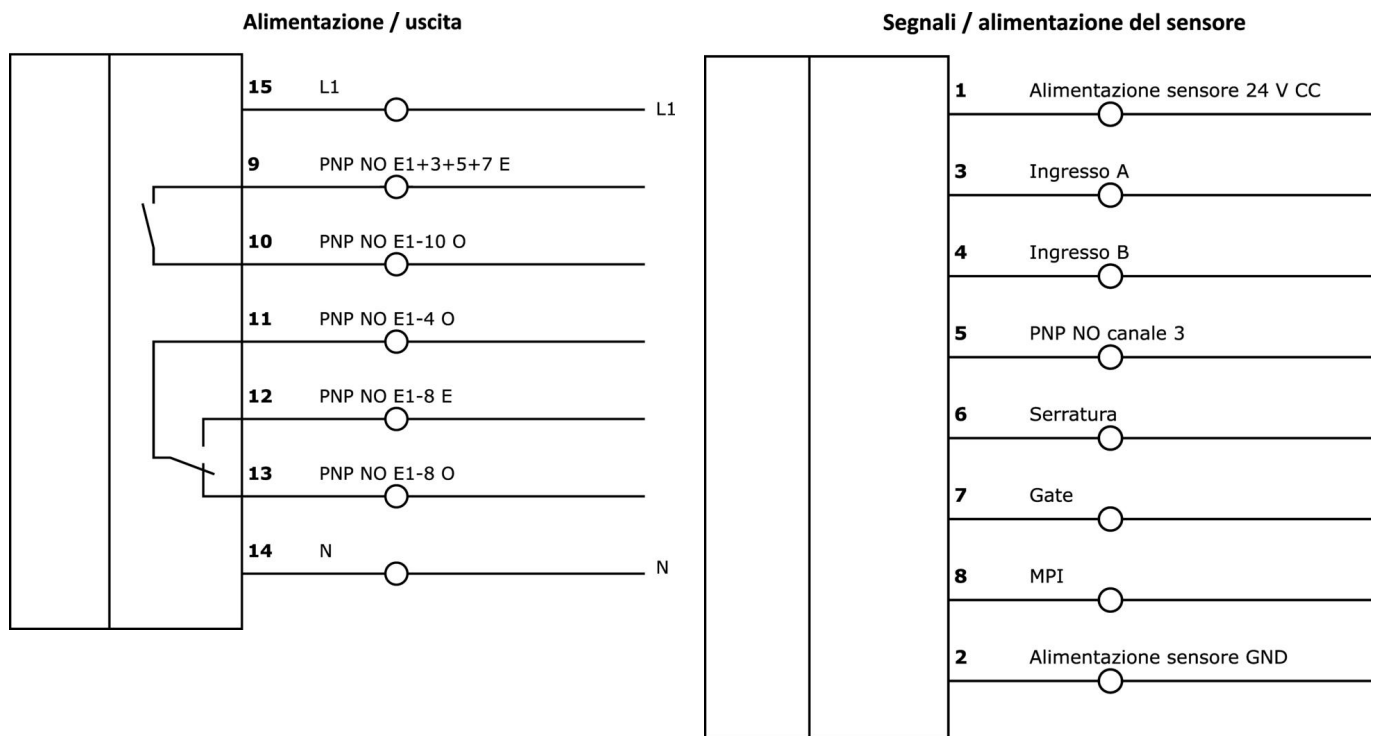 Alimentazione / uscita
15 L1
L1
9 PNP NO E1+3+5+7 E
10 PNP NO E1-10 O
11 PNP NO E1-4 O
12 PNP NO E1-8 E
13 PNP NO E1-8 O
14 N
N
Segnali / alimentazione del sensore
1 Alimentazione sensore 24 V CC
3 Ingresso A
4 Ingresso B
5 PNP NO canale 3
6 Serratura
7 Gate
8 MPI
2 Alimentazione sensore GND